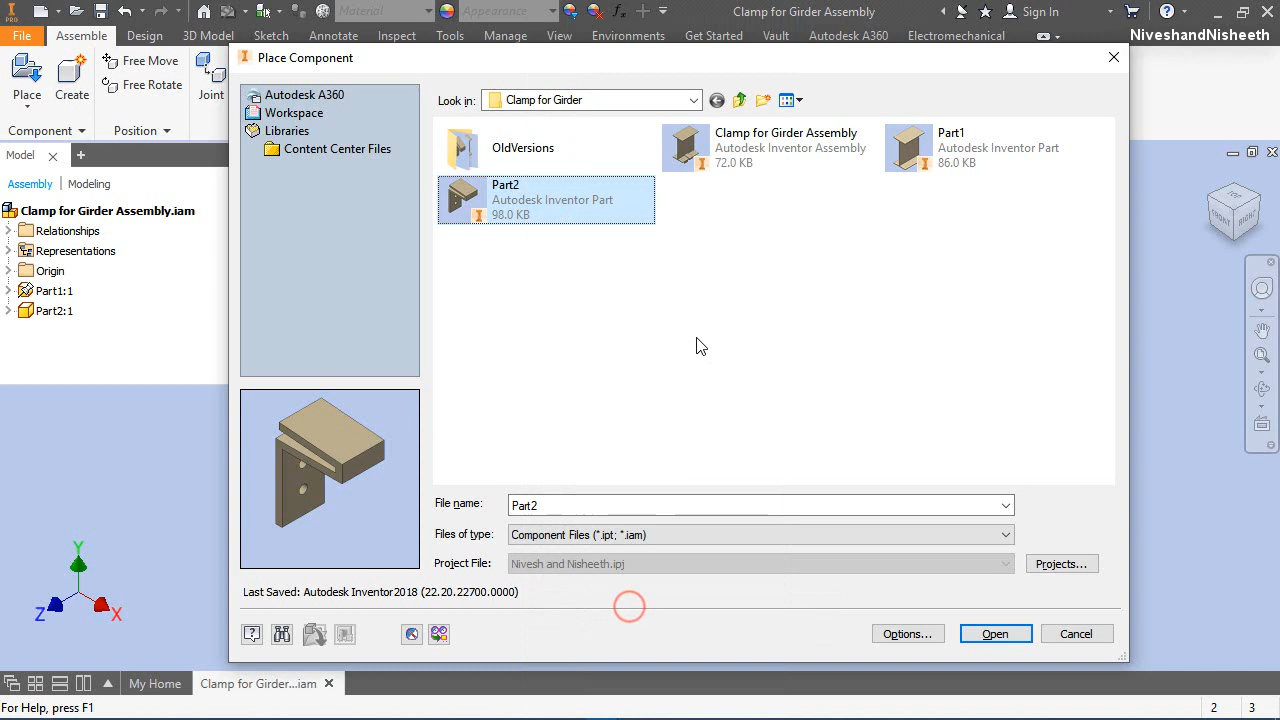 PRO
Material
Appearance
Clamp for Girder Assembly
Sign In
File
Assemble
Design
3D Model
Sketch
Annotate
Inspect
Tools
Manage
View
Environments
Get Started
Vault
Autodesk A360
Electromechanical
NiveshandNisheeth
Place
Create
Free Move
Free Rotate
Joint
Component
Position
Model
Assembly
Modeling
Clamp for Girder Assembly.iam
Relationships
Representations
Origin
Part1:1
Part2:1
Place Component
Autodesk A360
Workspace
Libraries
Content Center Files
Look in:
Clamp for Girder
OldVersions
Clamp for Girder Assembly
Autodesk Inventor Assembly
72.0 KB
Part1
Autodesk Inventor Part
86.0 KB
Part2
Autodesk Inventor Part
98.0 KB
File name:
Part2
Files of type:
Component Files (*.ipt; *.iam)
Project File:
Nivesh and Nisheeth.ipj
Projects...
Last Saved: Autodesk Inventor2018 (22.20.22700.0000)
Options...
Open
Cancel
TOP
FRONT
RIGHT
Y
Z
X
My Home
Clamp for Girder...iam
For Help, press F1
2
3